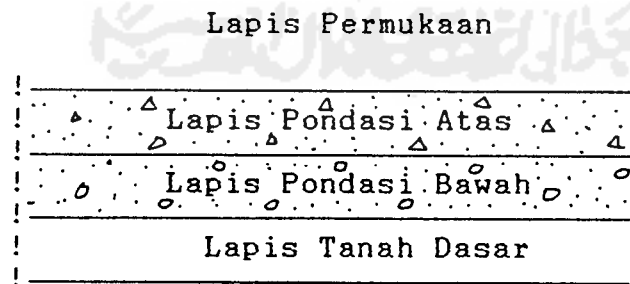 Lapis Permukaan
Lapis Pondasi Atas
Lapis Pondasi Bawah
Lapis Tanah Dasar